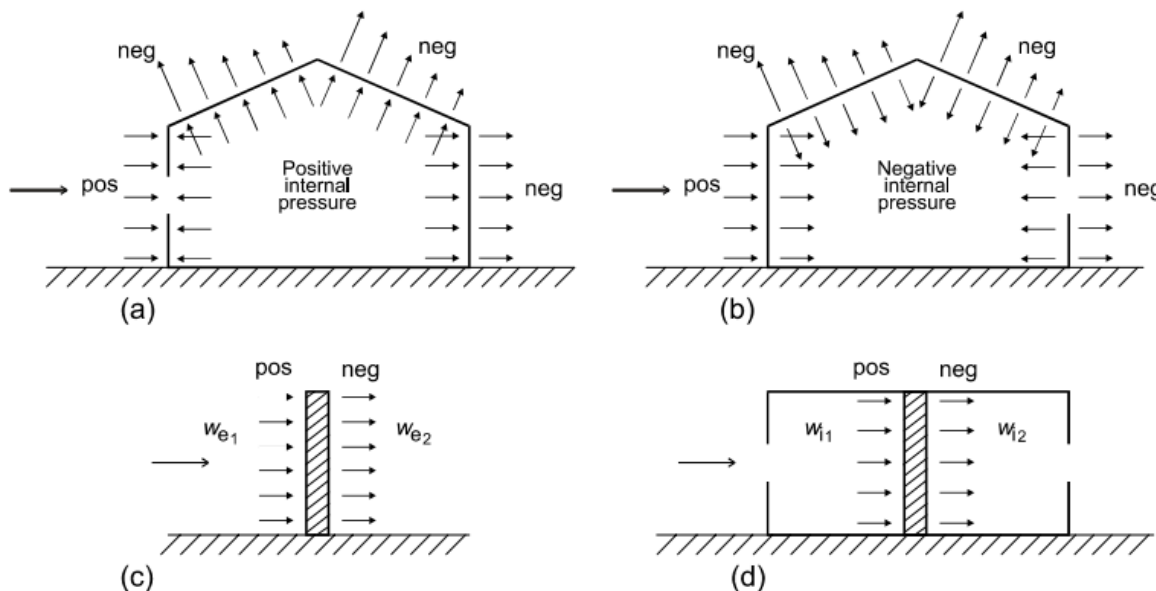 neg
neg
pos
Positive
internal
pressure
neg
(a)
neg
neg
pos
Negative
internal
pressure
neg
(b)
pos
neg
we1
we2
(c)
pos
neg
wi1
wi2
(d)